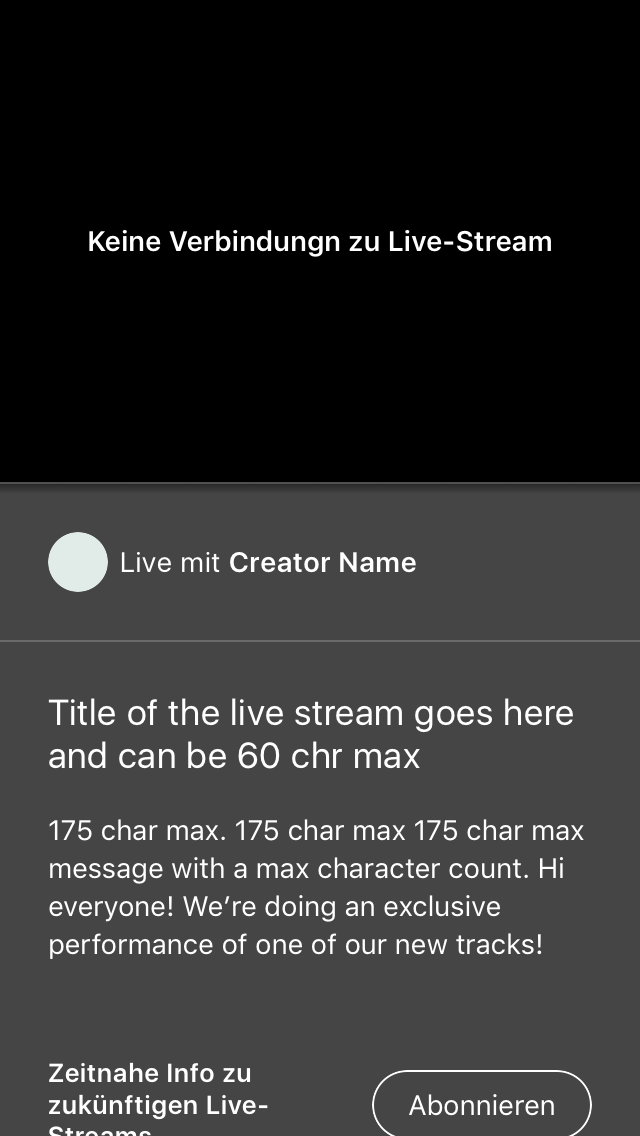 Keine Verbindungn zu Live-Stream
Live mit Creator Name
Title of the live stream goes here
and can be 60 chr max
175 char max. 175 char max 175 char max
message with a max character count. Hi
everyone! We’re doing an exclusive
performance of one of our new tracks!
Zeitnahe Info zu
zukünftigen Live-
Streams
Abonnieren